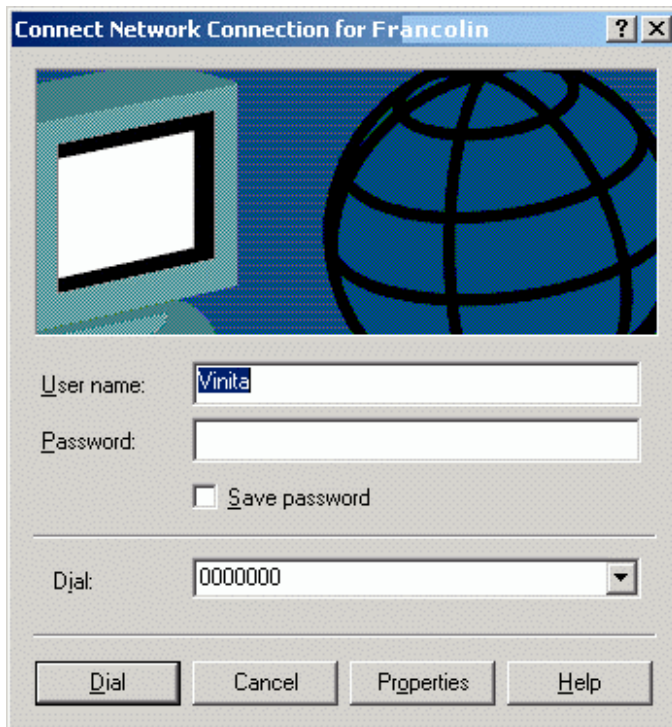 Connect Network Connection for Francolin
User name: Vinita
Password:
Save password
Dial: 0000000
Dial Cancel Properties Help